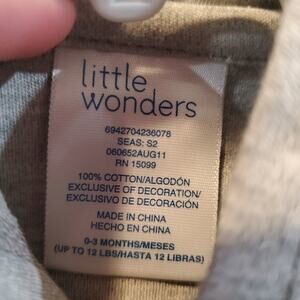 little
wonders
6942704236078
SEAS: S2
060652AUG11
RN 15099
100% COTTON/ALGODÓN
EXCLUSIVE OF DECORATION/
EXCLUSIVO DE DECORACIÓN
MADE IN CHINA
HECHO EN CHINA
0-3 MONTHS/MESES
(UP TO 12 LBS/HASTA 12 LIBRAS)